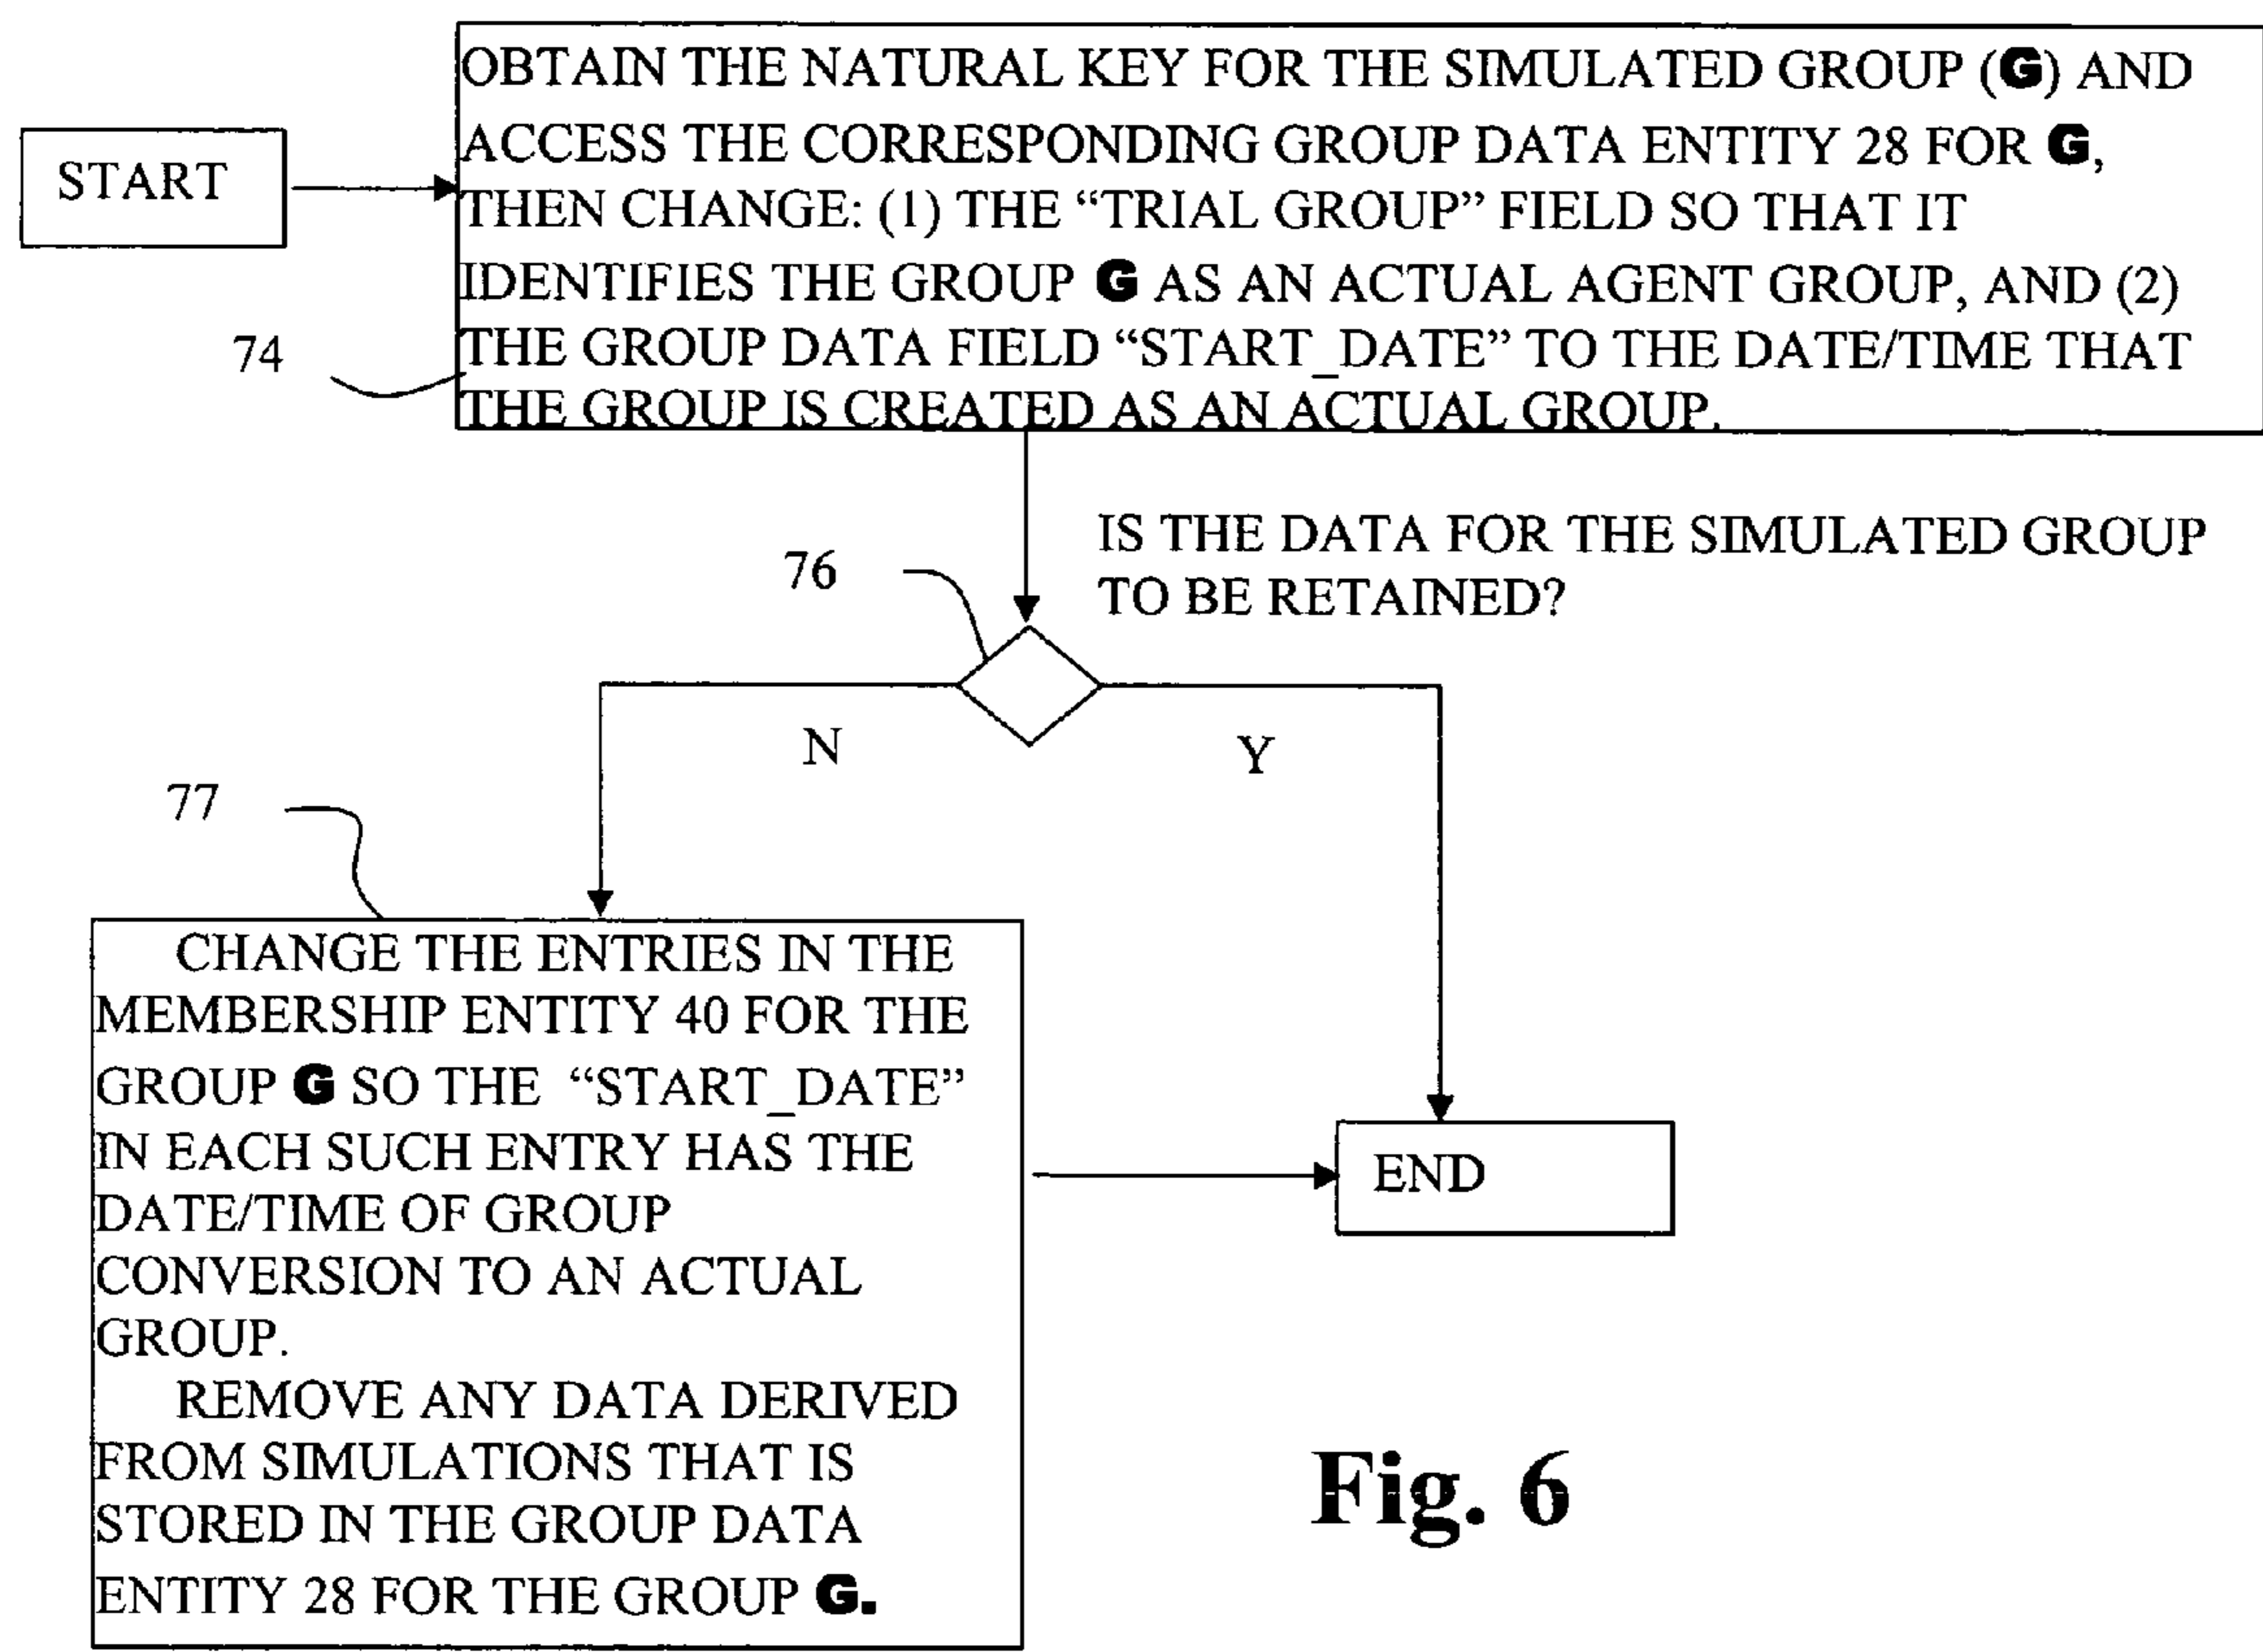 START
OBTAIN THE NATURAL KEY FOR THE SIMULATED GROUP (G) AND
ACCESS THE CORRESPONDING GROUP DATA ENTITY 28 FOR G,
THEN CHANGE: (1) THE “TRIAL GROUP” FIELD SO THAT IT
IDENTIFIES THE GROUP G AS AN ACTUAL AGENT GROUP, AND (2)
THE GROUP DATA FIELD “START_DATE” TO THE DATE/TIME THAT
THE GROUP IS CREATED AS AN ACTUAL GROUP.
74
IS THE DATA FOR THE SIMULATED GROUP
TO BE RETAINED?
76
N
Y
77
CHANGE THE ENTRIES IN THE
MEMBERSHIP ENTITY 40 FOR THE
GROUP G SO THE “START_DATE”
IN EACH SUCH ENTRY HAS THE
DATE/TIME OF GROUP
CONVERSION TO AN ACTUAL
GROUP.
REMOVE ANY DATA DERIVED
FROM SIMULATIONS THAT IS
STORED IN THE GROUP DATA
ENTITY 28 FOR THE GROUP G.
END
Fig. 6